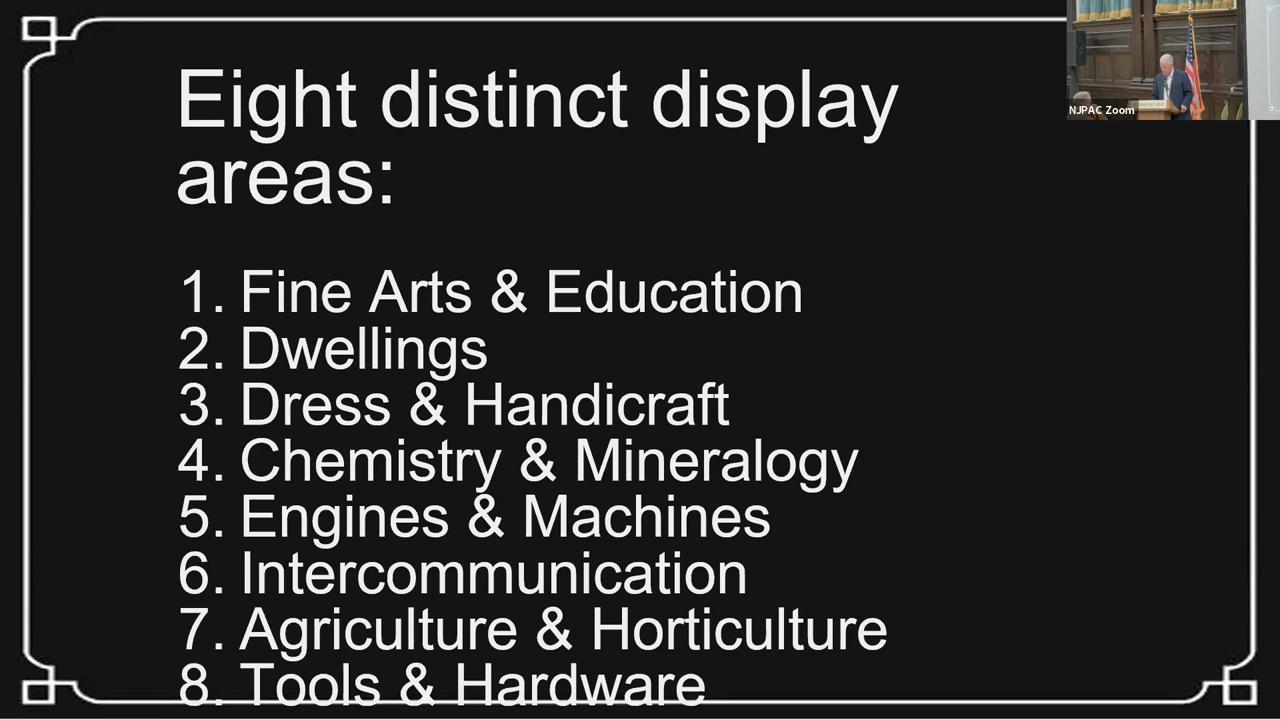 Eight distinct display
areas:
1. Fine Arts & Education
2. Dwellings
3. Dress & Handicraft
4. Chemistry & Mineralogy
5. Engines & Machines
6. Intercommunication
7. Agriculture & Horticulture
8. Tools & Hardware
NJPAC Zoom